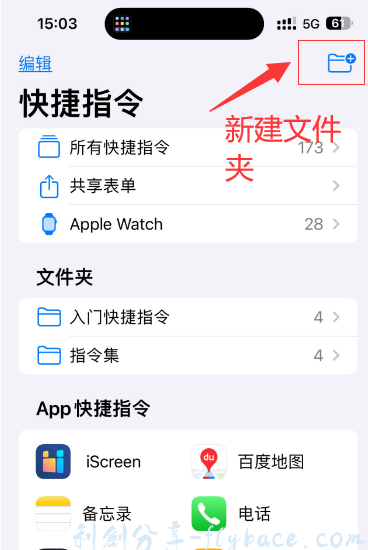 15:03
5G
61
编辑
快捷指令
新建文件
夹
所有快捷指令
173
共享表单
Apple Watch
28
文件夹
入门快捷指令
4
指令集
4
App 快捷指令
iScreen
du
百度地图
备忘录
电话
利剑分享-flybace.com